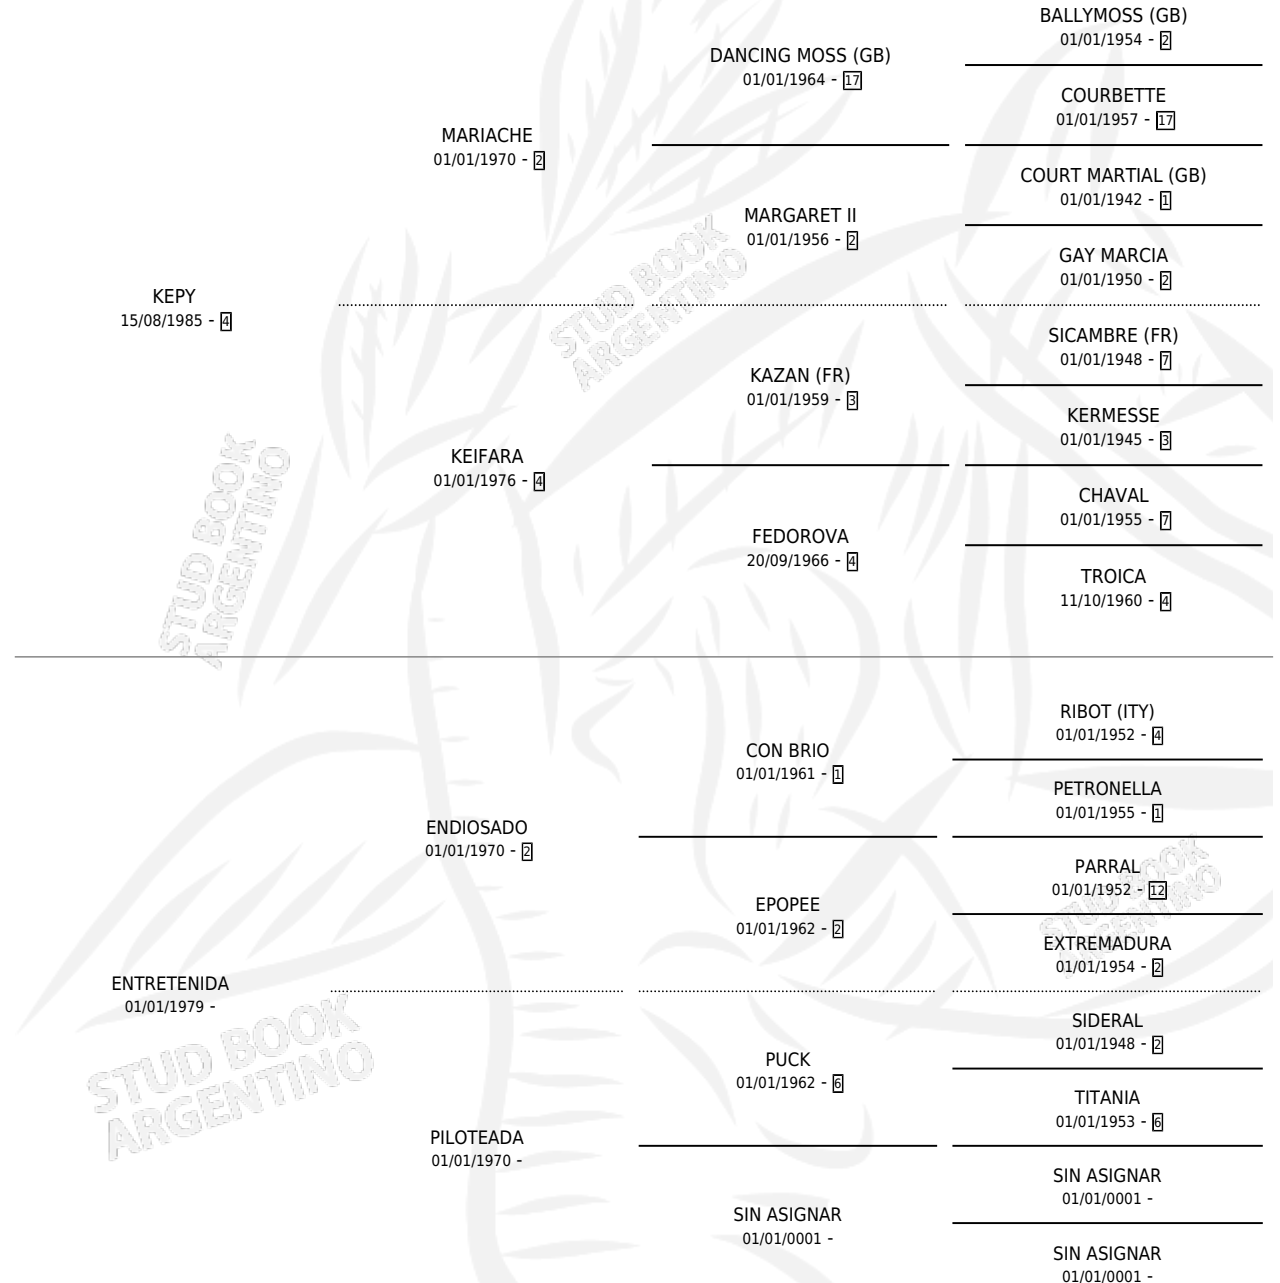 BALLYMOSS (GB)
01/01/1954 - 2
DANCING MOSS (GB)
01/01/1964 - 17
COURBETTE
01/01/1957 - 17
MARIACHE
01/01/1970 - 2
COURT MARTIAL (GB)
01/01/1942 - 1
MARGARET II
01/01/1956 - 2
GAY MARCIA
01/01/1950 - 2
KEPY
15/08/1985 - 4
SICAMBRE (FR)
01/01/1948 - 7
KAZAN (FR)
01/01/1959 - 3
KERMESSE
01/01/1945 - 3
KEIFARA
01/01/1976 - 4
CHAVAL
01/01/1955 - 7
FEDOROVA
20/09/1966 - 4
TROICA
11/10/1960 - 4
STUD BOOK
ARGENTINO
STUD BOOK
ARGENTINO
RIBOT (ITY)
01/01/1952 - 4
CON BRIO
01/01/1961 - 1
PETRONELLA
01/01/1955 - 1
ENDIOSADO
01/01/1970 - 2
PARRAL
01/01/1952 - 12
EPOPEE
01/01/1962 - 2
EXTREMADURA
01/01/1954 - 2
ENTRETENIDA
01/01/1979 -
SIDERAL
01/01/1948 - 2
PUCK
01/01/1962 - 6
TITANIA
01/01/1953 - 6
PILOTEADA
01/01/1970 -
SIN ASIGNAR
01/01/0001 -
SIN ASIGNAR
01/01/0001 -
SIN ASIGNAR
01/01/0001 -
STUD BOOK
ARGENTINO
STUD BOOK
ARGENTINO